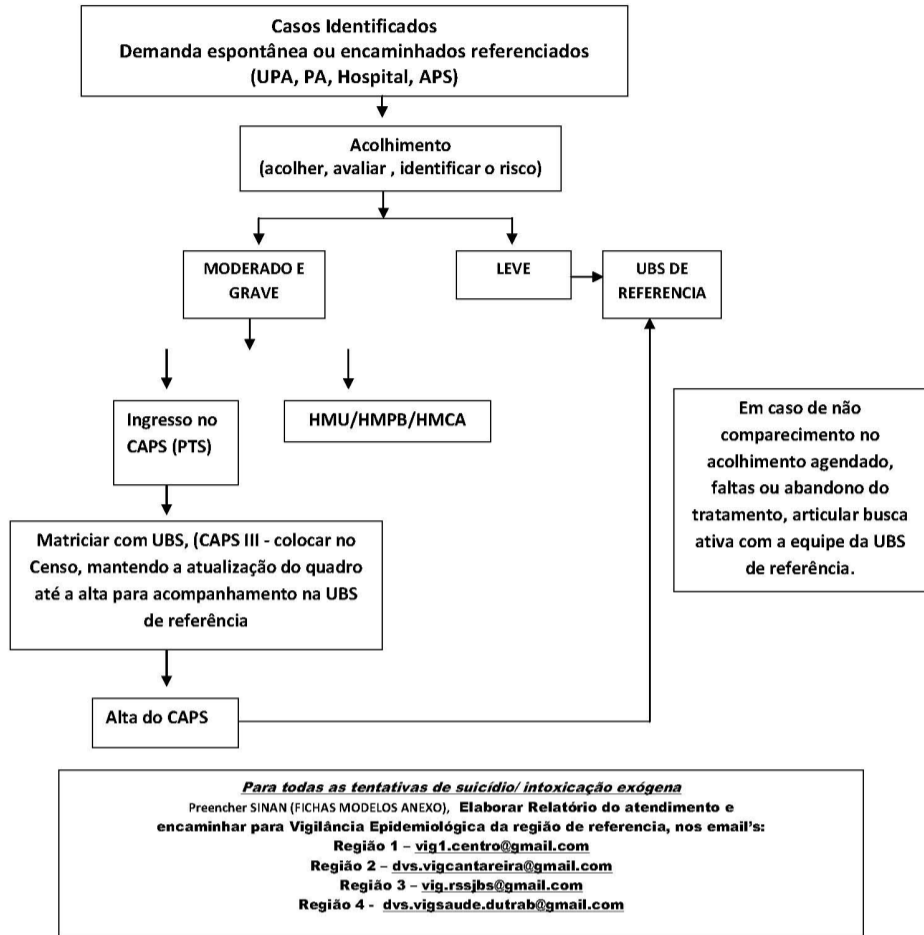 Casos Identificados
Demanda espontânea ou encaminhados referenciados
(UPA, PA, Hospital, APS)
Acolhimento
(acolher, avaliar , identificar o risco)
MODERADO E
GRAVE
LEVE
UBS DE
REFERENCIA
Ingresso no
CAPS (PTS)
HMU/HMPB/HMCA
Em caso de não
comparecimento no
acolhimento agendado,
faltas ou abandono do
tratamento, articular busca
ativa com a equipe da UBS
de referência.
Matriciar com UBS, (CAPS III - colocar no
Censo, mantendo a atualização do quadro
até a alta para acompanhamento na UBS
de referência
Alta do CAPS
Para todas as tentativas de suicídio/ intoxicação exógena
Preencher SINAN (FICHAS MODELOS ANEXO), Elaborar Relatório do atendimento e
encaminhar para Vigilância Epidemiológica da região de referencia, nos email's:
Região 1 – vig1.centro@gmail.com
Região 2 – dvs.vigcantareira@gmail.com
Região 3 – vig.rssjbs@gmail.com
Região 4 - dvs.vigsaude.dutrab@gmail.com